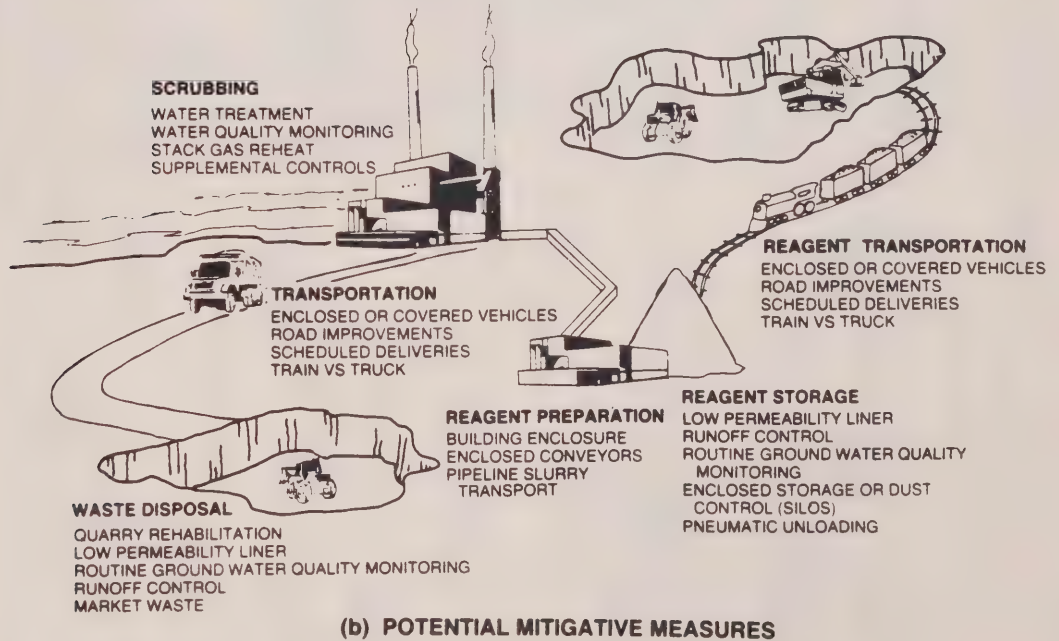 SCRUBBING
WATER TREATMENT
WATER QUALITY MONITORING
STACK GAS REHEAT
SUPPLEMENTAL CONTROLS
REAGENT TRANSPORTATION
ENCLOSED OR COVERED VEHICLES
ROAD IMPROVEMENTS
SCHEDULED DELIVERIES
TRAIN VS TRUCK
TRANSPORTATION
ENCLOSED OR COVERED VEHICLES
ROAD IMPROVEMENTS
SCHEDULED DELIVERIES
TRAIN VS TRUCK
REAGENT PREPARATION
BUILDING ENCLOSURE
ENCLOSED CONVEYORS
PIPELINE SLURRY
TRANSPORT
REAGENT STORAGE
LOW PERMEABILITY LINER
RUNOFF CONTROL
ROUTINE GROUND WATER QUALITY
MONITORING
ENCLOSED STORAGE OR DUST
CONTROL (SILOS)
PNEUMATIC UNLOADING
WASTE DISPOSAL
QUARRY REHABILITATION
LOW PERMEABILITY LINER
ROUTINE GROUND WATER QUALITY MONITORING
RUNOFF CONTROL
MARKET WASTE
(b) POTENTIAL MITIGATIVE MEASURES